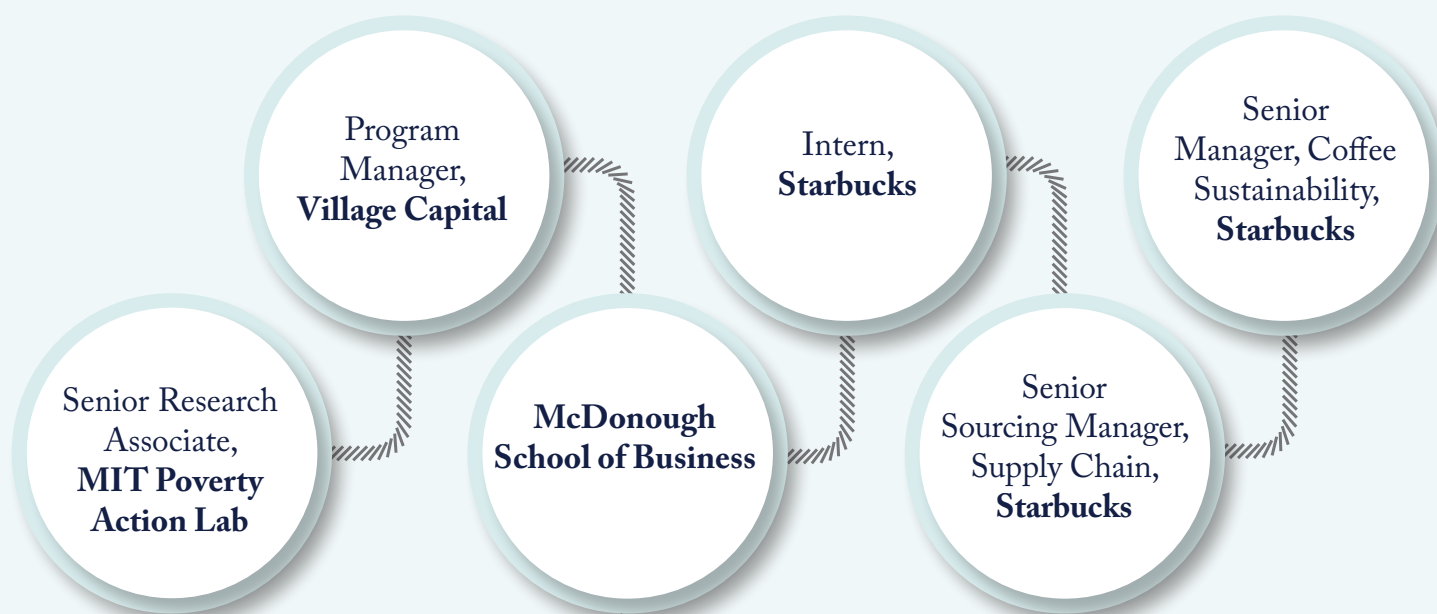 Senior Research
Associate,
MIT Poverty
Action Lab
Program
Manager,
Village Capital
McDonough
School of Business
Intern,
Starbucks
Senior
Sourcing Manager,
Supply Chain,
Starbucks
Senior
Manager, Coffee
Sustainability,
Starbucks